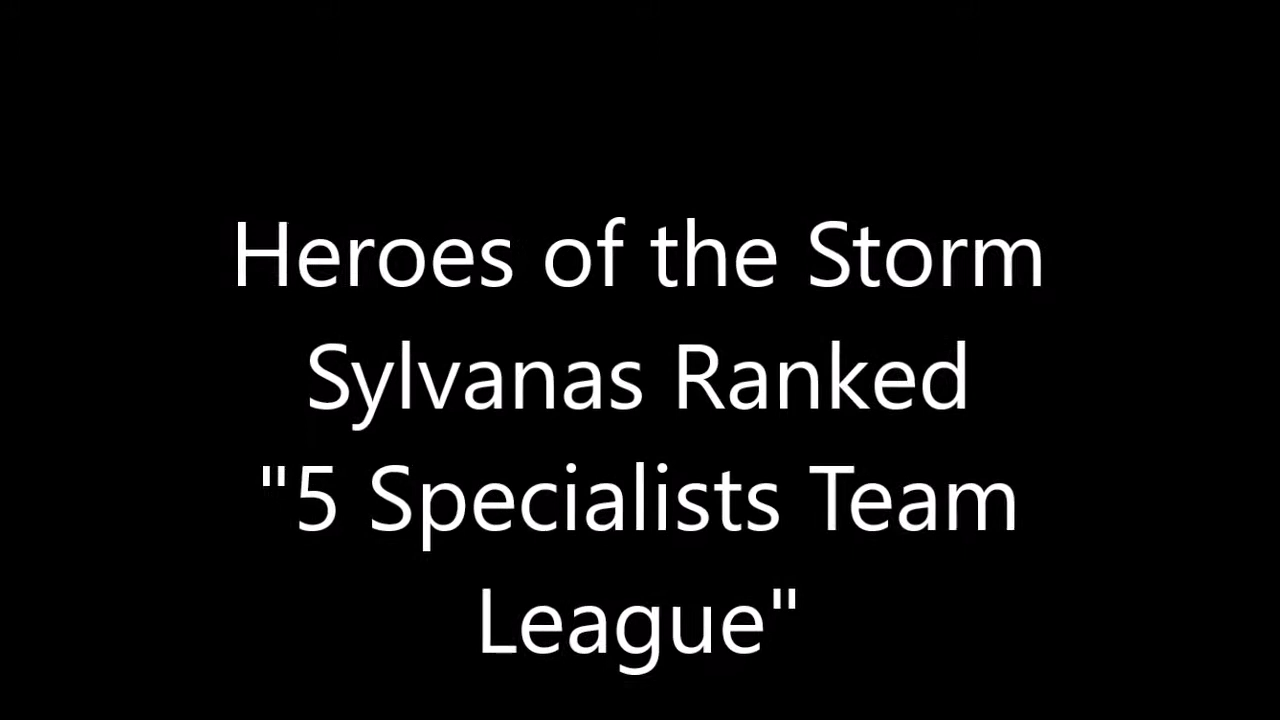 Heroes of the Storm
Sylvanas Ranked
"5 Specialists Team
League"